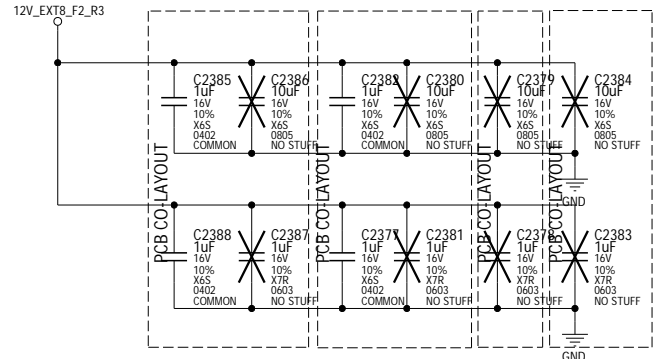 12V_EXT8_F2_R3
C2385
1uF
16V
10%
X6S
0402
COMMON
C2386
10uF
16V
10%
X6S
0805
NO STUFF
C2382
1uF
16V
10%
X6S
0402
COMMON
C2380
10uF
16V
10%
X6S
0805
NO STUFF
C2379
10uF
16V
10%
X6S
0805
NO STUFF
C2384
10uF
16V
10%
X6S
0805
NO STUFF
PCB CO-LAYOUT
PCB CO-LAYOUT
PCB CO-LAYOUT
PCB CO-LAYOUT
GND
C2388
1uF
16V
10%
X6S
0402
COMMON
C2387
1uF
16V
10%
X7R
0603
NO STUFF
C2377
1uF
16V
10%
X6S
0402
COMMON
C2381
1uF
16V
10%
X7R
0603
NO STUFF
C2378
1uF
16V
10%
X7R
0603
NO STUFF
C2383
1uF
16V
10%
X7R
0603
NO STUFF
GND